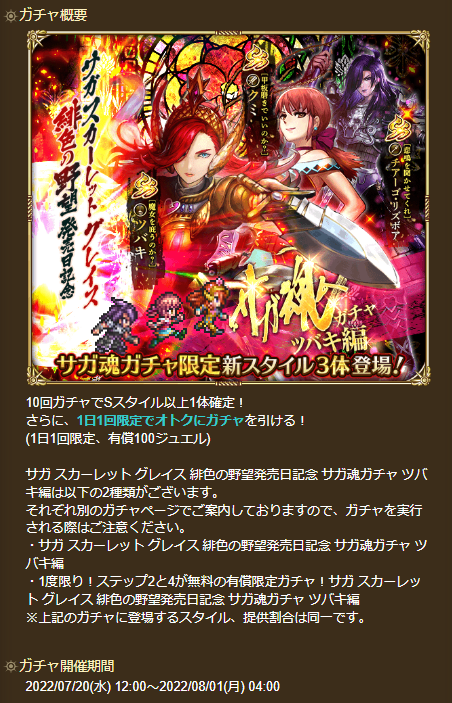 ガチャ概要
サガ スカーレット グレイス
緋色の野望 発売日記念
「甲板磨きでいいのか?」
クミ
「悲鳴を聞かせてくれ」
チアーゴ・リズボア
「魔女を庇うのか?」
ツバキ
サガ魂ガチャ
ツバキ編
サガ魂ガチャ限定新スタイル3体登場!
10回ガチャでSスタイル以上1体確定!
さらに、1日1回限定でオトクにガチャを引ける!
(1日1回限定、有償100ジュエル)
サガ スカーレット グレイス 緋色の野望発売日記念 サガ魂ガチャ ツバ
キ編は以下の2種類がございます。
それぞれ別のガチャページでご案内しておりますので、ガチャを実行
される際はご注意ください。
・サガ スカーレット グレイス 緋色の野望発売日記念 サガ魂ガチャ ツ
バキ編
・1度限り!ステップ2と4が無料の有償限定ガチャ!サガ スカーレッ
ト グレイス 緋色の野望発売日記念 サガ魂ガチャ ツバキ編
※上記のガチャに登場するスタイル、提供割合は同一です。
ガチャ開催期間
2022/07/20(水) 12:00～2022/08/01(月) 04:00